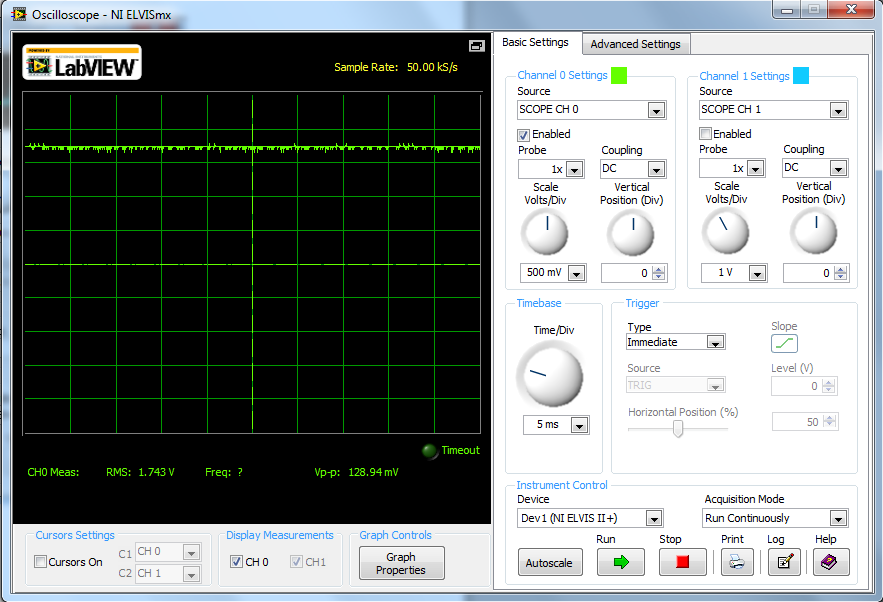 Oscilloscope - NI ELVISmx
POWERED BY
NATIONAL INSTRUMENTS
LabVIEW™
Sample Rate: 50.00 kS/s
Timeout
CH0 Meas: RMS: 1.743 V Freq: ? Vp-p: 128.94 mV
Cursors Settings
Cursors On
C1 CH 0
C2 CH 1
Display Measurements
CH 0 CH1
Graph Controls
Graph
Properties
Basic Settings Advanced Settings
Channel 0 Settings
Source
SCOPE CH 0
Enabled
Probe Coupling
1x DC
Scale Vertical
Volts/Div Position (Div)
500 mV 0
Channel 1 Settings
Source
SCOPE CH 1
Enabled
Probe Coupling
1x DC
Scale Vertical
Volts/Div Position (Div)
1 V 0
Timebase
Time/Div
5 ms
Trigger
Type Slope
Immediate
Source Level (V)
TRIG 0
Horizontal Position (%)
50
Instrument Control
Device Acquisition Mode
Dev1 (NI ELVIS II+) Run Continuously
Run Stop Print Log Help
Autoscale